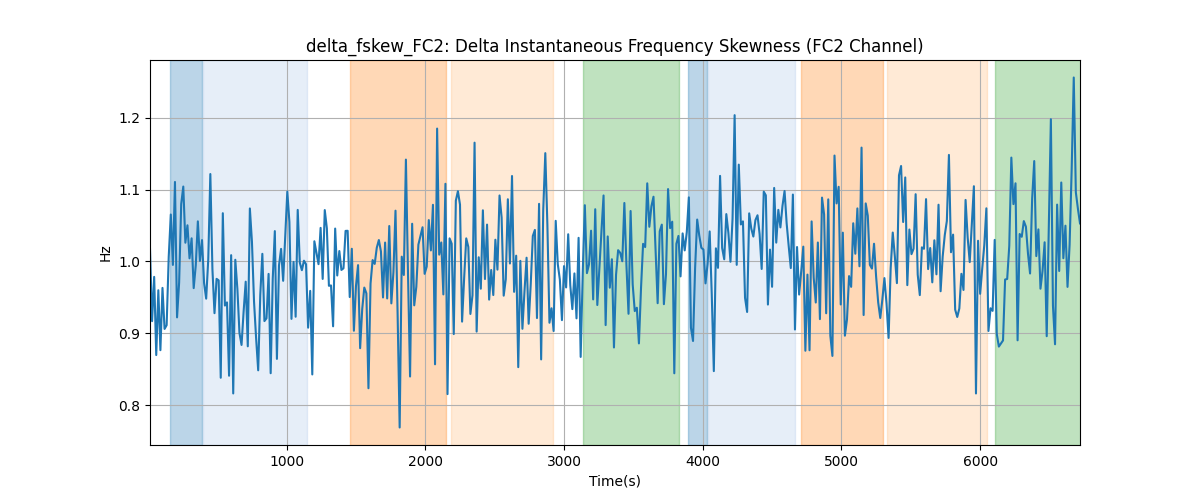 delta_fskew_FC2: Delta Instantaneous Frequency Skewness (FC2 Channel)
Hz
1.2
1.1
1.0
0.9
0.8
1000 2000 3000 4000 5000 6000
Time(s)